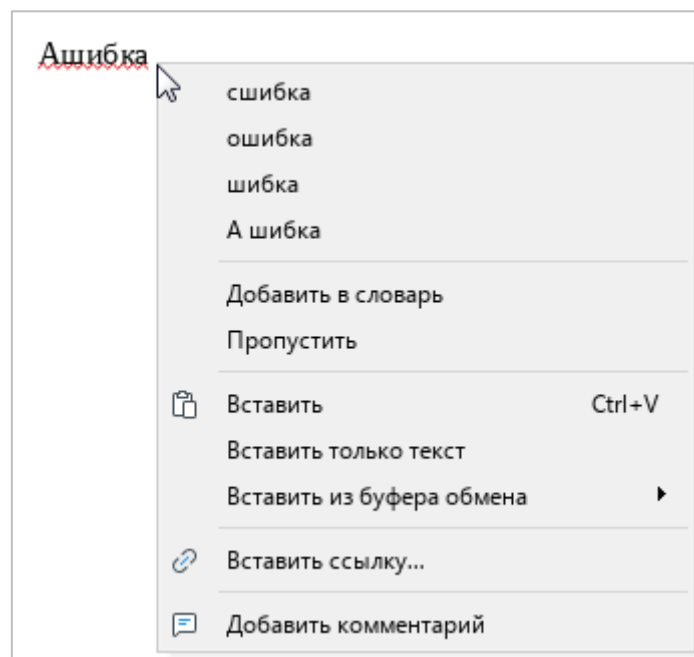 Ашибка
сшибка
ошибка
шибка
А шибка
Добавить в словарь
Пропустить
Вставить Ctrl+V
Вставить только текст
Вставить из буфера обмена
Вставить ссылку...
Добавить комментарий